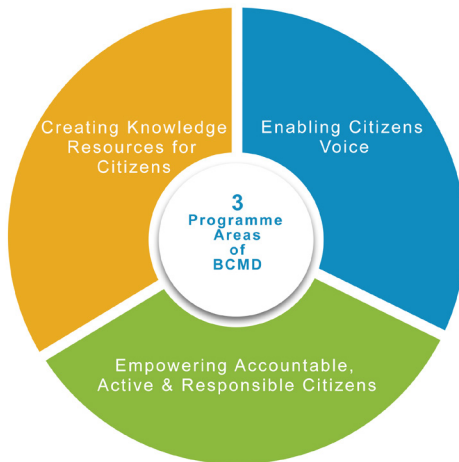 Creating Knowledge
Resources for
Citizens
Enabling Citizens
Voice
3
Programme
Areas
of
BCMD
Empowering Accountable,
Active & Responsible Citizens